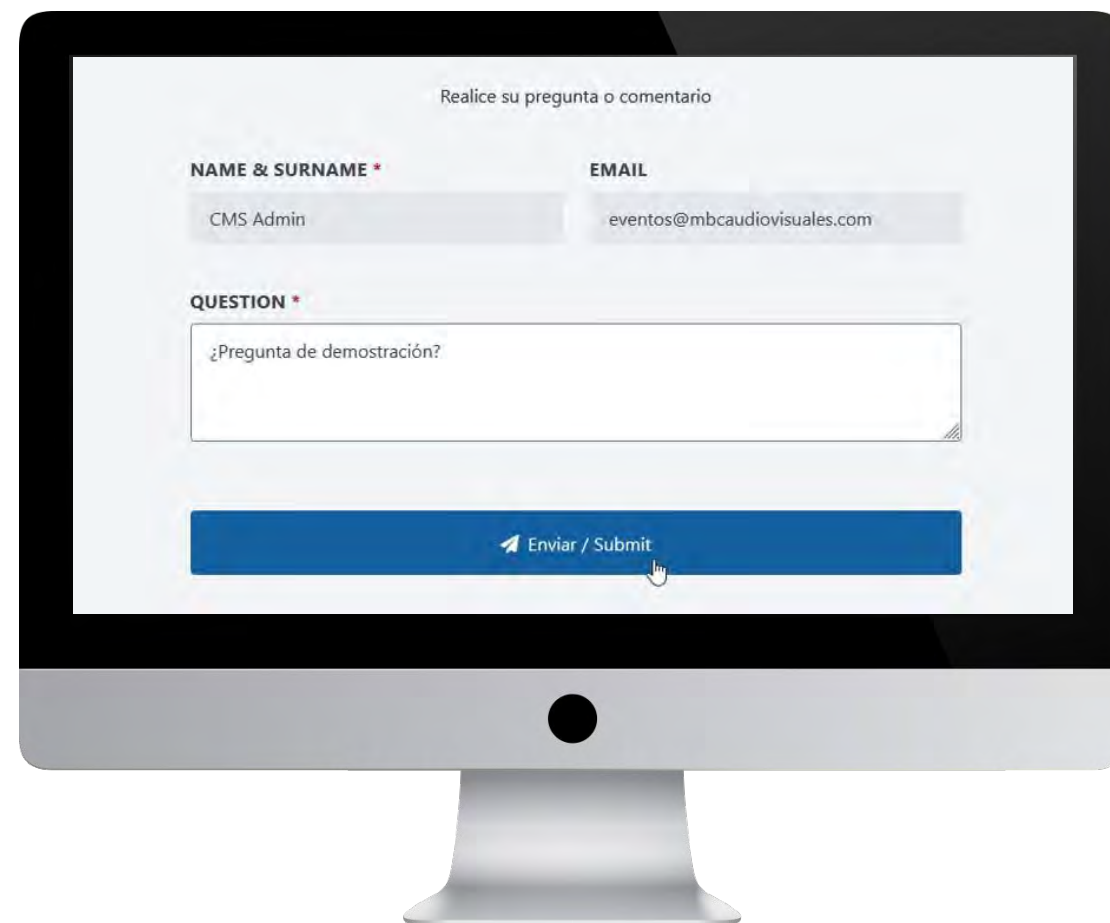 Realice su pregunta o comentario
NAME & SURNAME * EMAIL
CMS Admin eventos@mbcaudiovisuales.com
QUESTION *
¿Pregunta de demostración?
Enviar / Submit